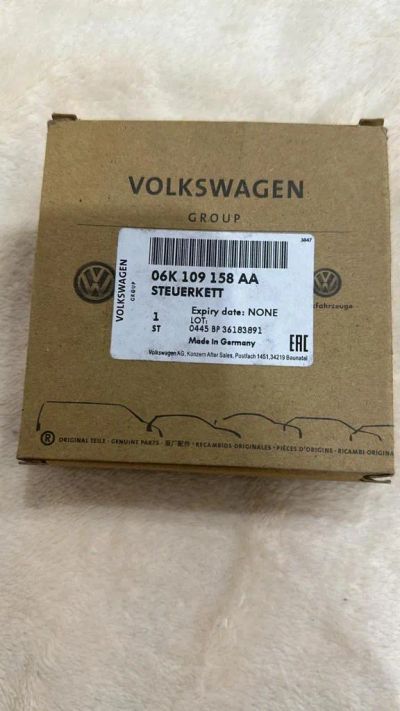 VOLKSWAGEN
GROUP
3847
VOLKSWAGEN
GROUP
06K 109 158 AA
STEUERKETT
1
ST
Expiry date: NONE
LOT:
0445 BP 36183891
Made In Germany
EAC
Volkswagen AG, Konzern After Sales, Postfach 1451,34219 Baunatal
fahrzeuge
® ORIGINAL TEILE · GENUINE PARTS · 原厂配件 · RECAMBIOS ORIGINALES · PIÈCES D'ORIGINE · RICAMBI ORIGINAL